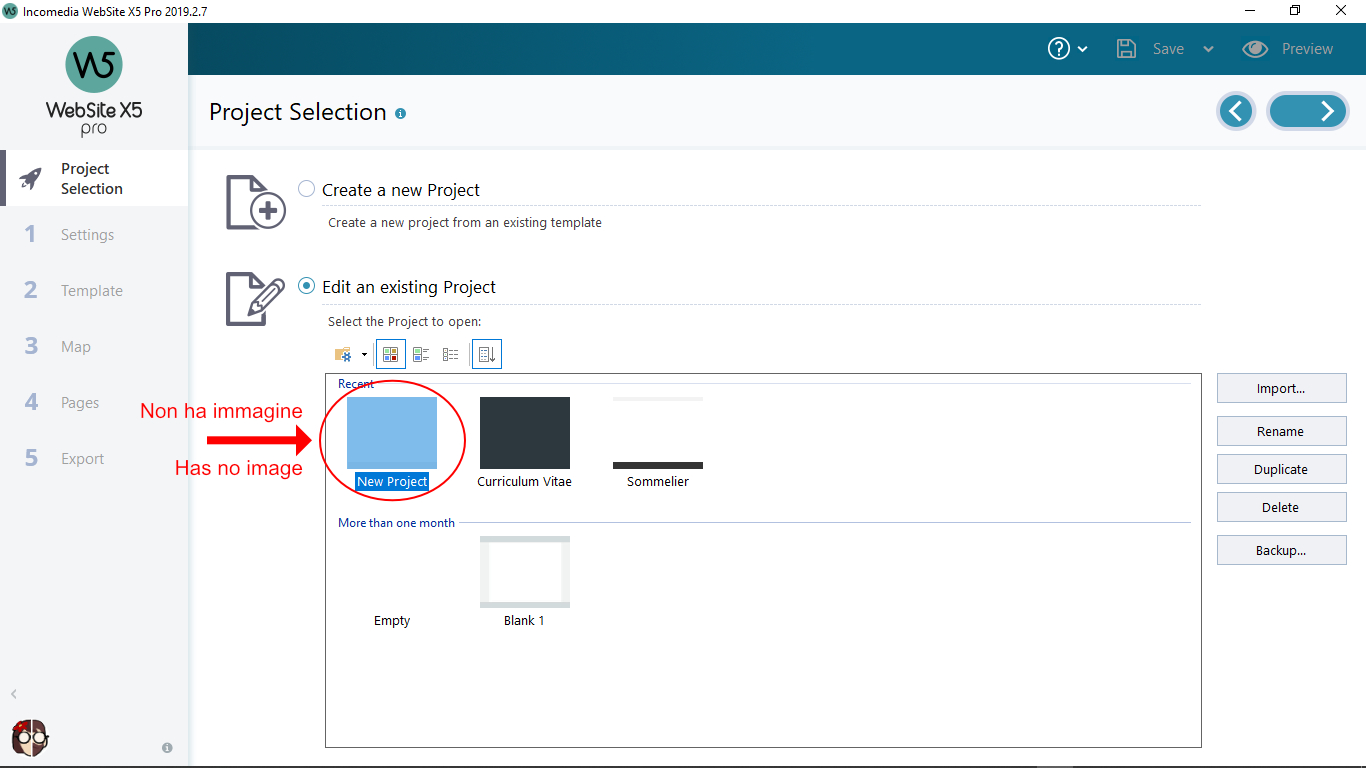 Incomedia WebSite X5 Pro 2019.2.7
W5
WebSite X5
pro
? Save Preview
Project Selection
Project
Selection
1 Settings
2 Template
3 Map
4 Pages
5 Export
Create a new Project
Create a new project from an existing template
Edit an existing Project
Select the Project to open:
Recent
Non ha immagine
Has no image
New Project
Curriculum Vitae
Sommelier
More than one month
Empty
Blank 1
Import...
Rename
Duplicate
Delete
Backup...